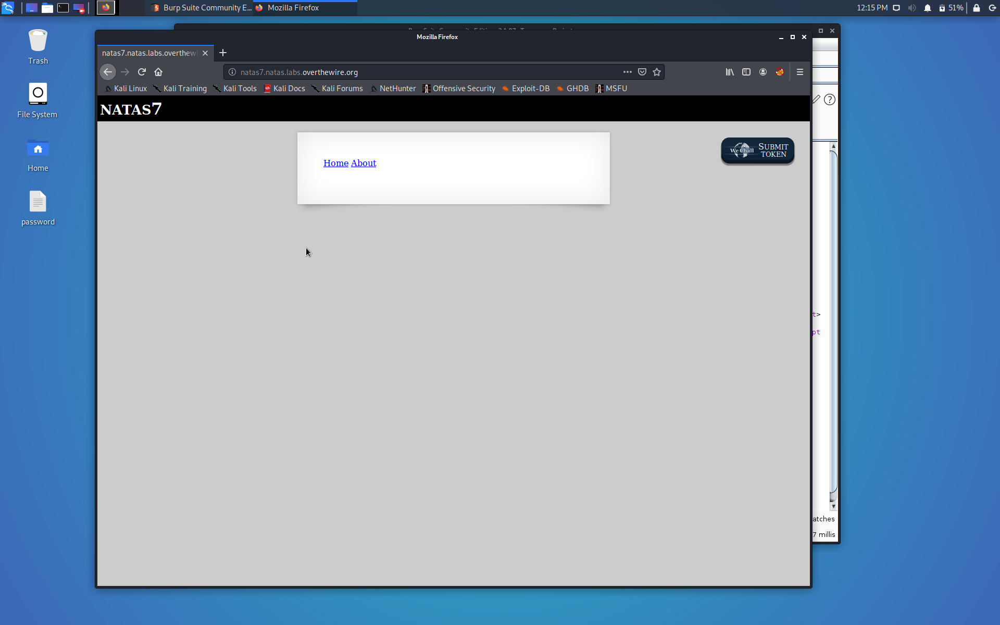 Burp Suite Community E...
Mozilla Firefox
12:15 PM
51%
Trash
File System
Home
password
Mozilla Firefox
natas7.natas.labs.overthewi
natas7.natas.labs.overthewire.org
Kali Linux Kali Training Kali Tools Kali Docs Kali Forums NetHunter Offensive Security Exploit-DB GHDB MSFU
NATAS7
Home About
We Chall SUBMIT
TOKEN
t>
pt
atches
7 millis